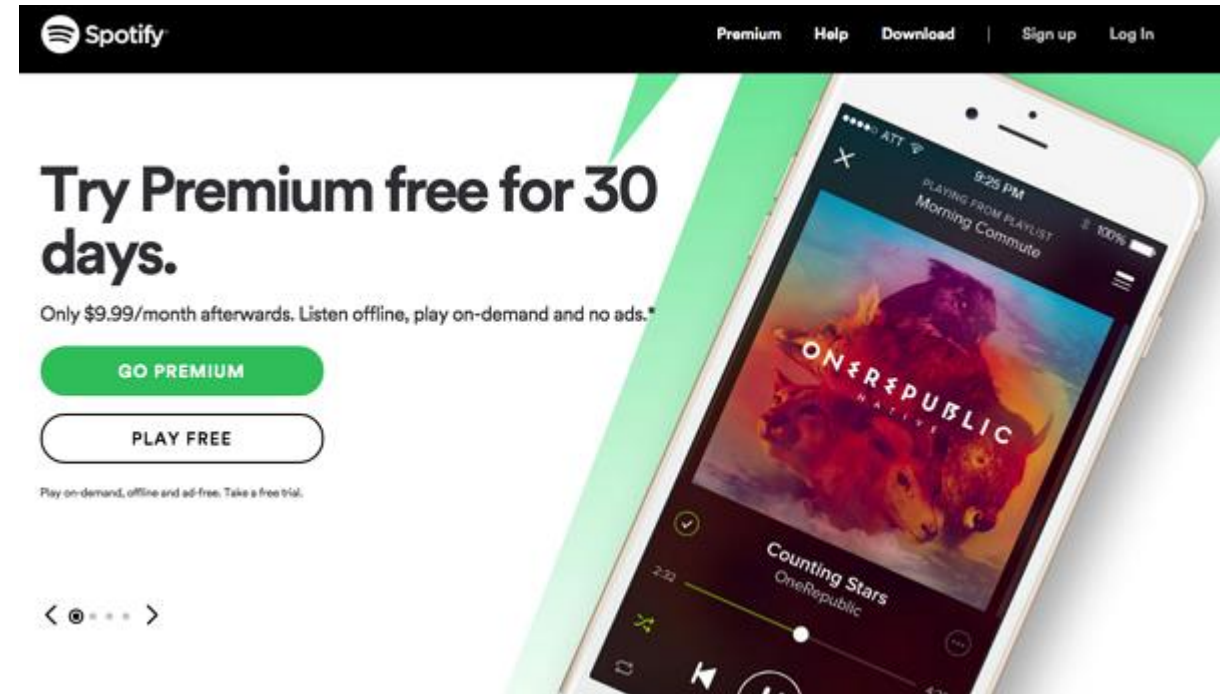 Spotify
Premium Help Download | Sign up Log In
Try Premium free for 30
days.
Only $9.99/month afterwards. Listen offline, play on-demand and no ads.*
GO PREMIUM
PLAY FREE
Play on-demand, offline and ad-free. Take a free trial.
ATT
9:25 PM
100%
PLAYING FROM PLAYLIST
Morning Commute
ONEREPUBLIC
NATIVE
Counting Stars
OneRepublic
2:32